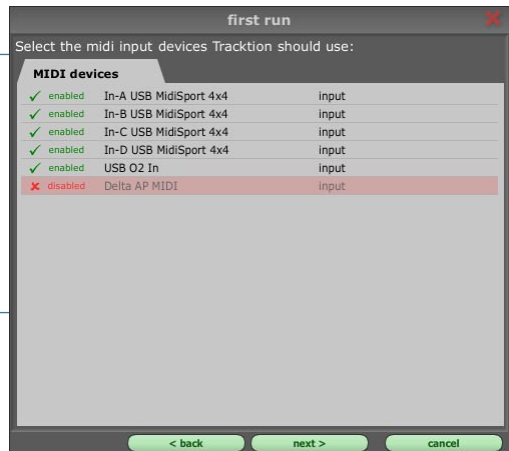 first run
Select the midi input devices Tracktion should use:
MIDI devices
enabled In-A USB MidiSport 4x4 input
enabled In-B USB MidiSport 4x4 input
enabled In-C USB MidiSport 4x4 input
enabled In-D USB MidiSport 4x4 input
enabled USB O2 In input
disabled Delta AP MIDI input
< back next > cancel